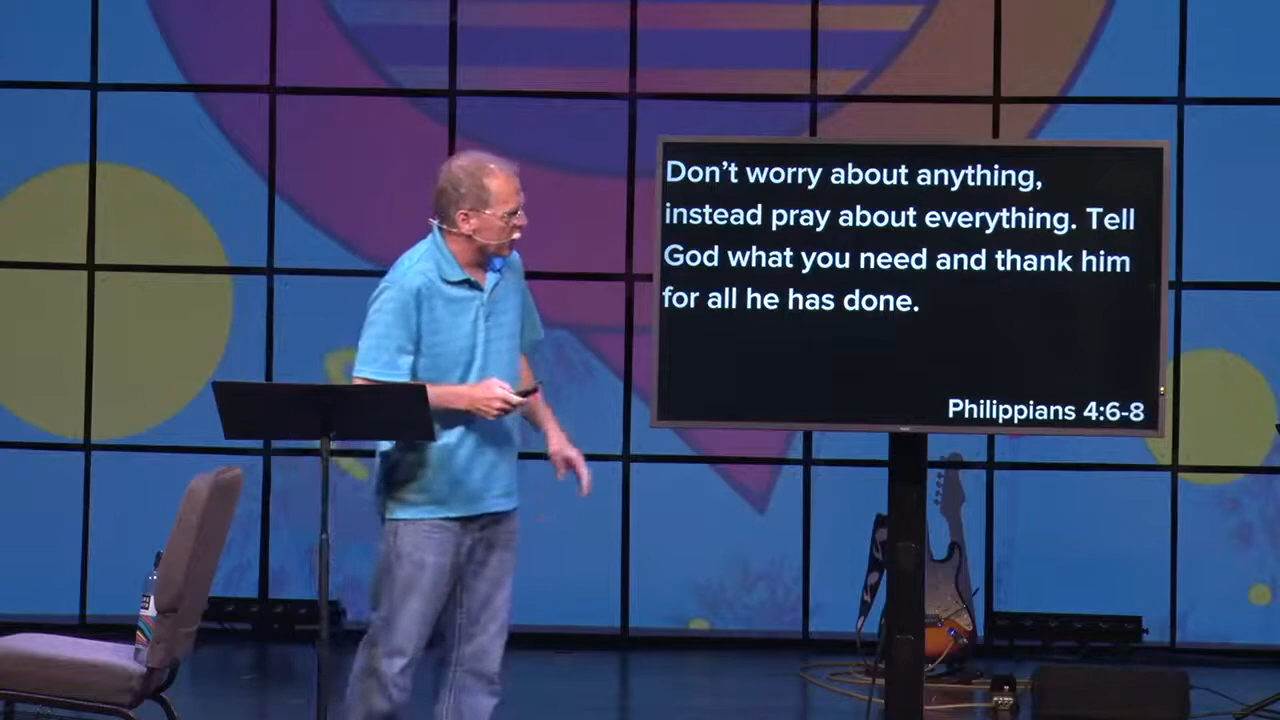 Don’t worry about anything,
instead pray about everything. Tell
God what you need and thank him
for all he has done.
Philippians 4:6-8